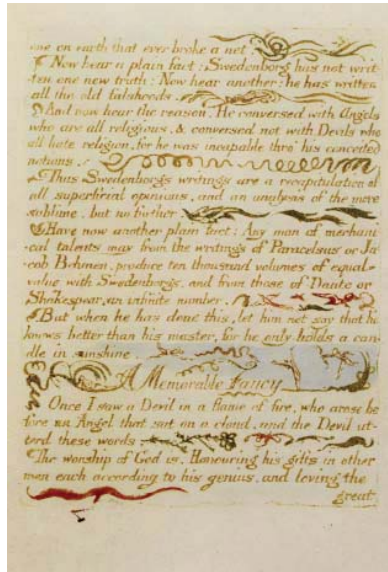 one on earth that ever broke a net
Now hear a plain fact: Swedenborg has not writ-
ten one new truth: Now hear another: he has written
all the old falshoods.
And now hear the reason. He conversed with Angels
who are all religious, & conversed not with Devils who
all hate religion, for he was incapable thro' his conceited
notions.
Thus Swedenborgs writings are a recapitulation of
all superficial opinions, and an analysis of the more
sublime, but no further.
Have now another plain fact: Any man of mechani-
cal talents may from the writings of Paracelsus or Ja-
cob Behmen, produce ten thousand volumes of equal
value with Swedenborg's, and from those of Dante or
Shakespear, an infinite number.
But when he has done this, let him not say that he
knows better than his master, for he only holds a can-
dle in sunshine.
A Memorable Fancy
Once I saw a Devil in a flame of fire, who arose be-
fore an Angel that sat on a cloud, and the Devil ut-
terd these words
The worship of God is, Honouring his gifts in other
men each according to his genius, and loving the
great